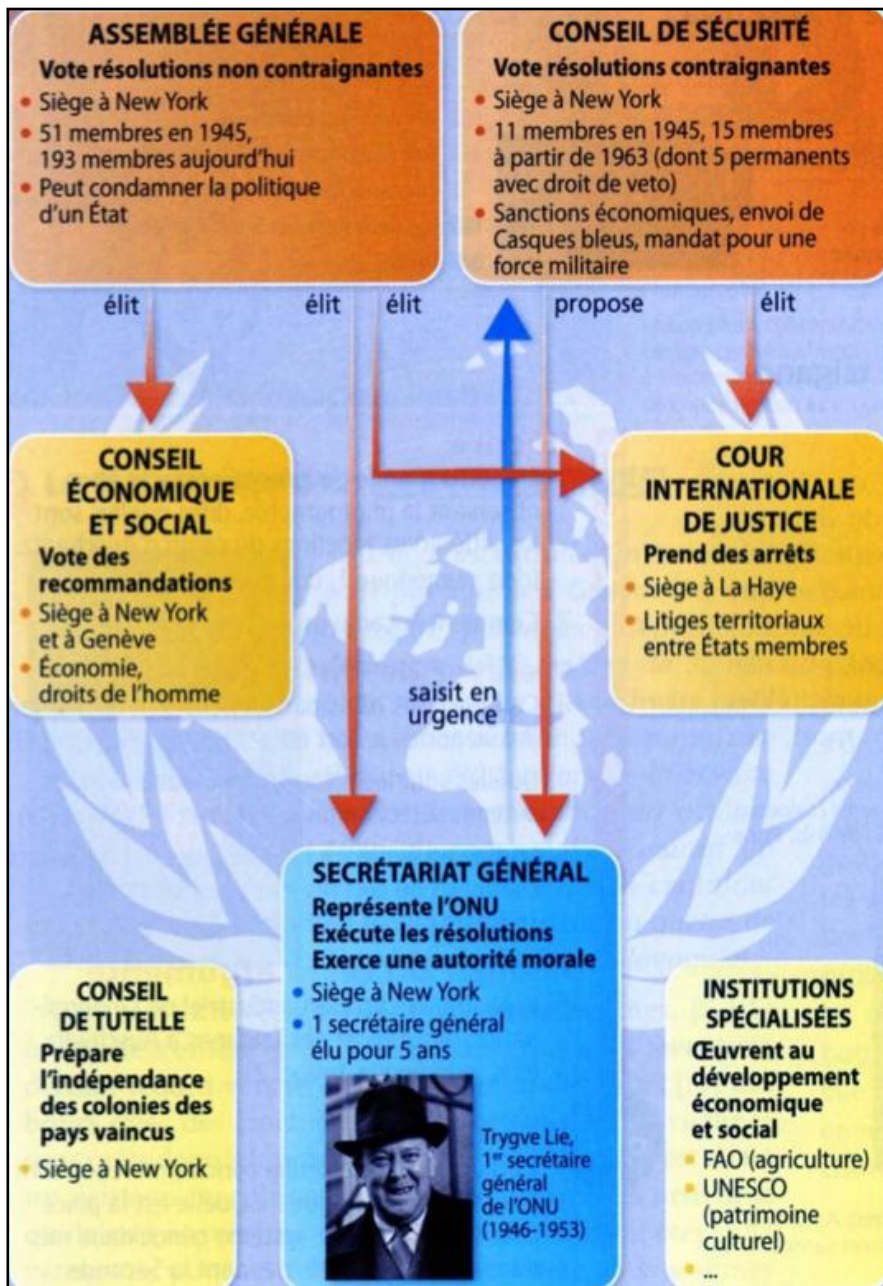 ASSEMBLÉE GÉNÉRALE
Vote résolutions non contraignantes
• Siège à New York
• 51 membres en 1945,
193 membres aujourd'hui
• Peut condamner la politique
d'un État
CONSEIL DE SÉCURITÉ
Vote résolutions contraignantes
• Siège à New York
• 11 membres en 1945, 15 membres
à partir de 1963 (dont 5 permanents
avec droit de veto)
• Sanctions économiques, envoi de
Casques bleus, mandat pour une
force militaire
élit
élit
élit
propose
élit
CONSEIL
ÉCONOMIQUE
ET SOCIAL
Vote des
recommandations
• Siège à New York
et à Genève
• Économie,
droits de l'homme
COUR
INTERNATIONALE
DE JUSTICE
Prend des arrêts
• Siège à La Haye
• Litiges territoriaux
entre États membres
saisit en
urgence
SECRÉTARIAT GÉNÉRAL
Représente l'ONU
Exécute les résolutions
Exerce une autorité morale
• Siège à New York
• 1 secrétaire général
élu pour 5 ans
Trygve Lie,
1er secrétaire
général
de l'ONU
(1946-1953)
CONSEIL
DE TUTELLE
Prépare
l'indépendance
des colonies des
pays vaincus
• Siège à New York
INSTITUTIONS
SPÉCIALISÉES
Œuvrent au
développement
économique
et social
• FAO (agriculture)
• UNESCO
(patrimoine
culturel)
• ...